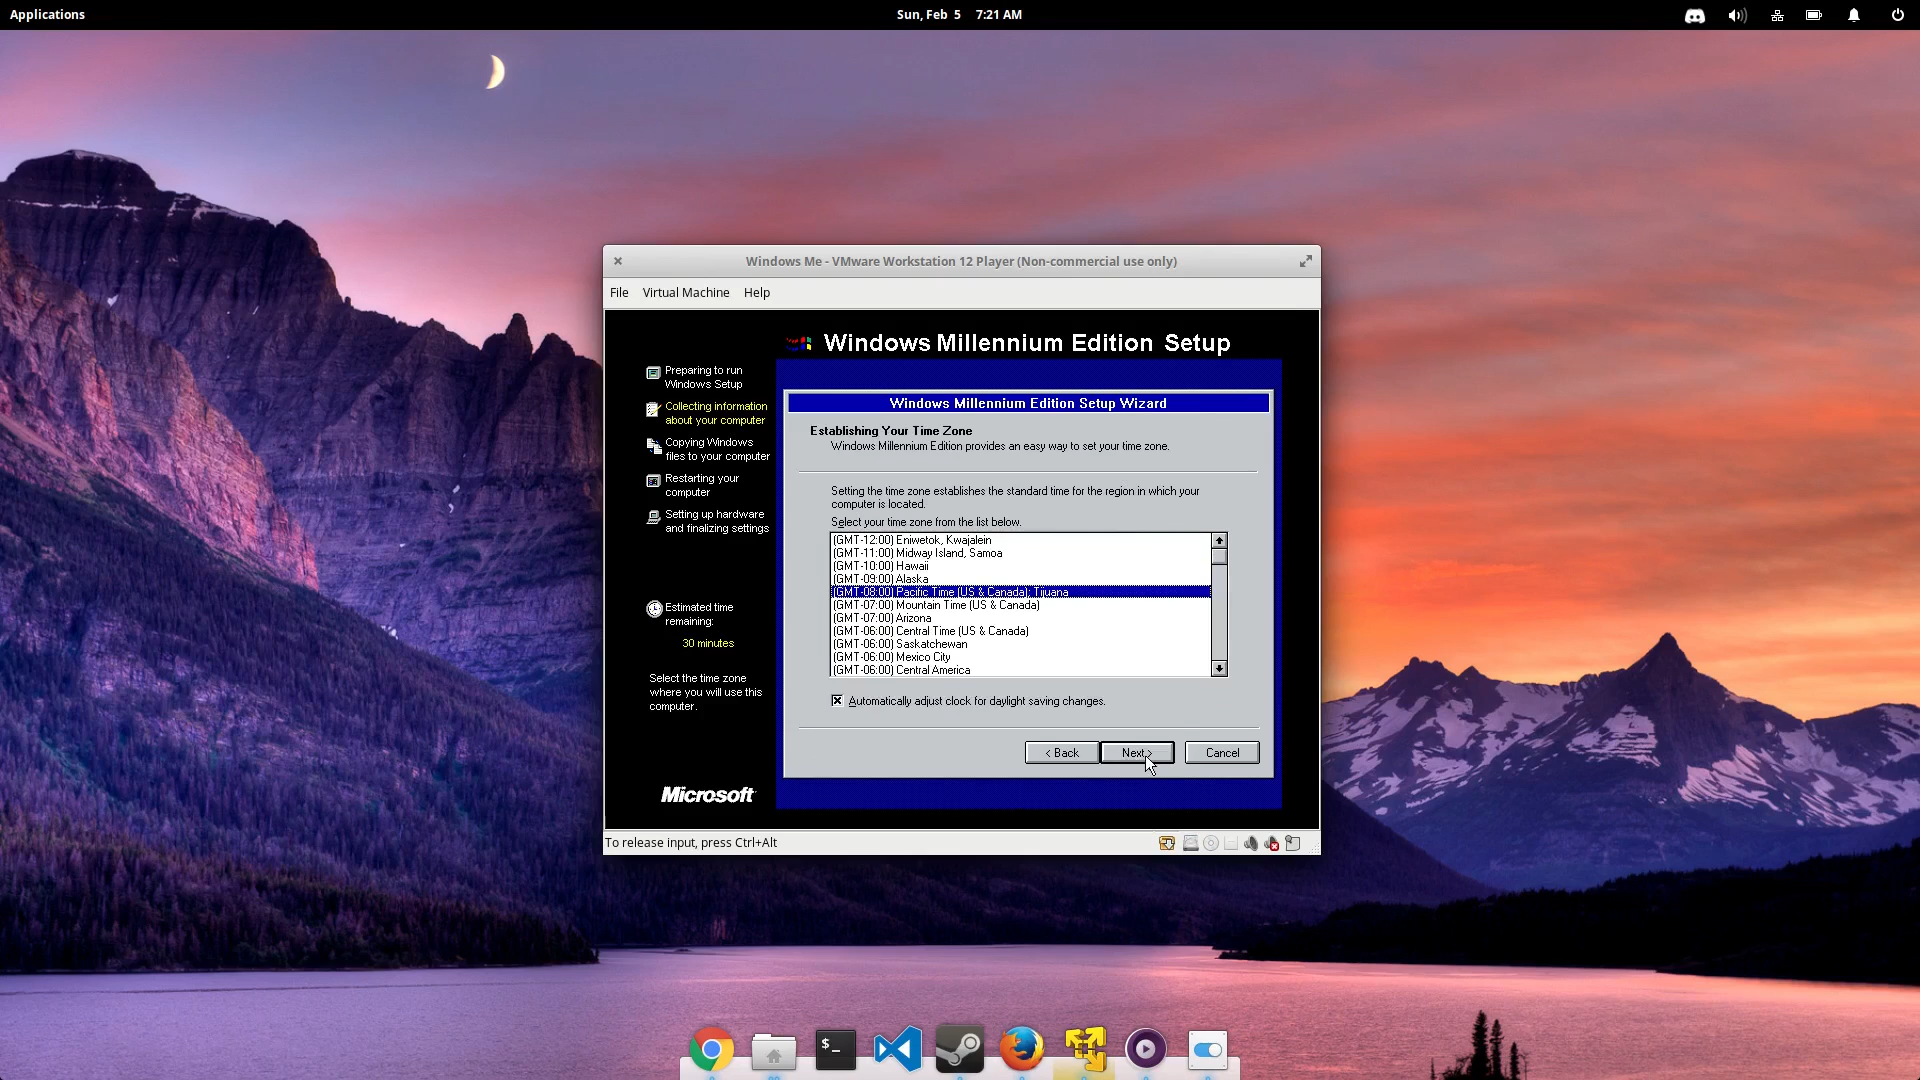 Applications
Sun, Feb 5 7:21 AM
Windows Me - VMware Workstation 12 Player (Non-commercial use only)
File Virtual Machine Help
Windows Millennium Edition Setup
Preparing to run
Windows Setup
Collecting information
about your computer
Copying Windows
files to your computer
Restarting your
computer
Setting up hardware
and finalizing settings
Estimated time
remaining:
30 minutes
Select the time zone
where you will use this
computer.
Microsoft
Windows Millennium Edition Setup Wizard
Establishing Your Time Zone
Windows Millennium Edition provides an easy way to set your time zone.
Setting the time zone establishes the standard time for the region in which your
computer is located.
Select your time zone from the list below.
(GMT-12:00) Eniwetok, Kwajalein
(GMT-11:00) Midway Island, Samoa
(GMT-10:00) Hawaii
(GMT-09:00) Alaska
(GMT-08:00) Pacific Time (US & Canada); Tijuana
(GMT-07:00) Mountain Time (US & Canada)
(GMT-07:00) Arizona
(GMT-06:00) Central Time (US & Canada)
(GMT-06:00) Saskatchewan
(GMT-06:00) Mexico City
(GMT-06:00) Central America
Automatically adjust clock for daylight saving changes.
< Back Next > Cancel
To release input, press Ctrl+Alt
$_